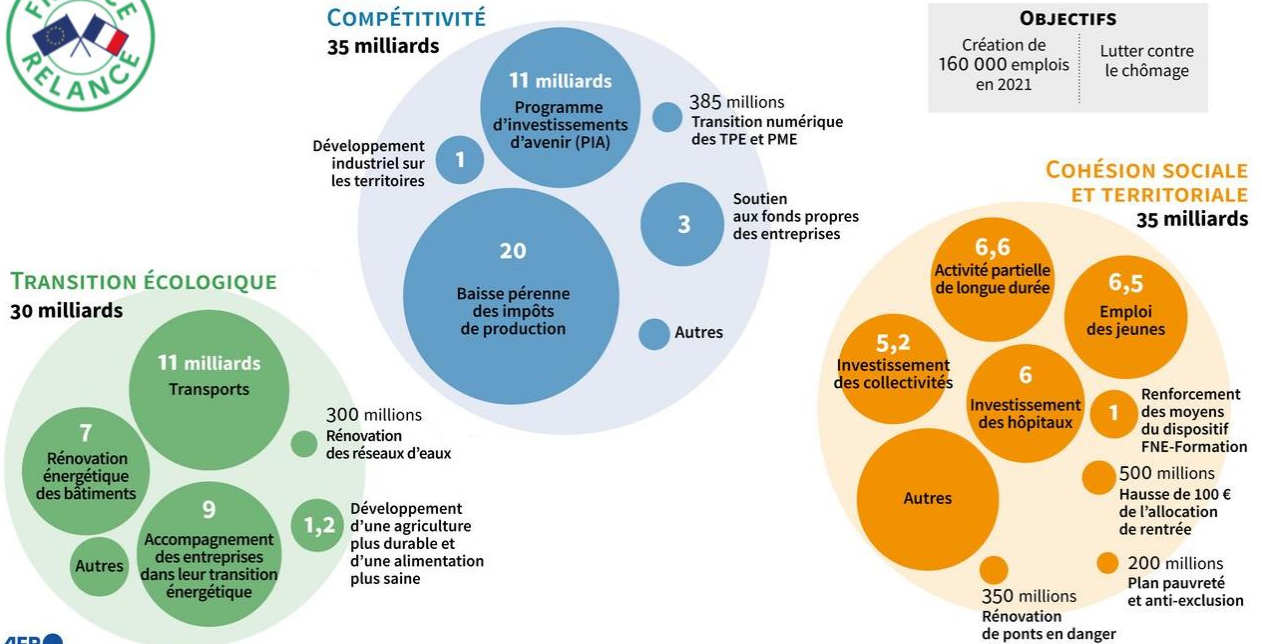 RELANCE
COMPÉTITIVITÉ
35 milliards
11 milliards
Programme
d'investissements
d'avenir (PIA)
385 millions
Transition numérique
des TPE et PME
Développement
industriel sur
les territoires
1
3
Soutien
aux fonds propres
des entreprises
20
Baisse pérenne
des impôts
de production
Autres
OBJECTIFS
Création de
160 000 emplois
en 2021
Lutter contre
le chômage
TRANSITION ÉCOLOGIQUE
30 milliards
11 milliards
Transports
300 millions
Rénovation
des réseaux d'eaux
7
Rénovation
énergétique
des bâtiments
9
Accompagnement
des entreprises
dans leur transition
énergétique
1,2
Développement
d'une agriculture
plus durable et
d'une alimentation
plus saine
Autres
COHÉSION SOCIALE
ET TERRITORIALE
35 milliards
6,6
Activité partielle
de longue durée
6,5
Emploi
des jeunes
5,2
Investissement
des collectivités
6
Investissement
des hôpitaux
1
Renforcement
des moyens
du dispositif
FNE-Formation
Autres
500 millions
Hausse de 100 €
de l'allocation
de rentrée
200 millions
Plan pauvreté
et anti-exclusion
350 millions
Rénovation
de ponts en danger
AFP